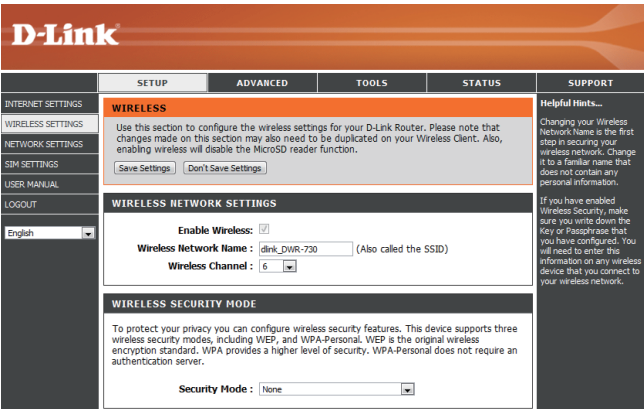 D-Link
SETUP ADVANCED TOOLS STATUS SUPPORT
INTERNET SETTINGS
WIRELESS SETTINGS
NETWORK SETTINGS
SIM SETTINGS
USER MANUAL
LOGOUT
English
WIRELESS
Use this section to configure the wireless settings for your D-Link Router. Please note that
changes made on this section may also need to be duplicated on your Wireless Client. Also,
enabling wireless will disable the MicroSD reader function.
Save Settings Don't Save Settings
WIRELESS NETWORK SETTINGS
Enable Wireless:
Wireless Network Name : dlink_DWR-730 (Also called the SSID)
Wireless Channel : 6
WIRELESS SECURITY MODE
To protect your privacy you can configure wireless security features. This device supports three
wireless security modes, including WEP, and WPA-Personal. WEP is the original wireless
encryption standard. WPA provides a higher level of security. WPA-Personal does not require an
authentication server.
Security Mode : None
Helpful Hints...
Changing your Wireless
Network Name is the first
step in securing your
wireless network. Change
it to a familiar name that
does not contain any
personal information.
If you have enabled
Wireless Security, make
sure you write down the
Key or Passphrase that
you have configured. You
will need to enter this
information on any wireless
device that you connect to
your wireless network.